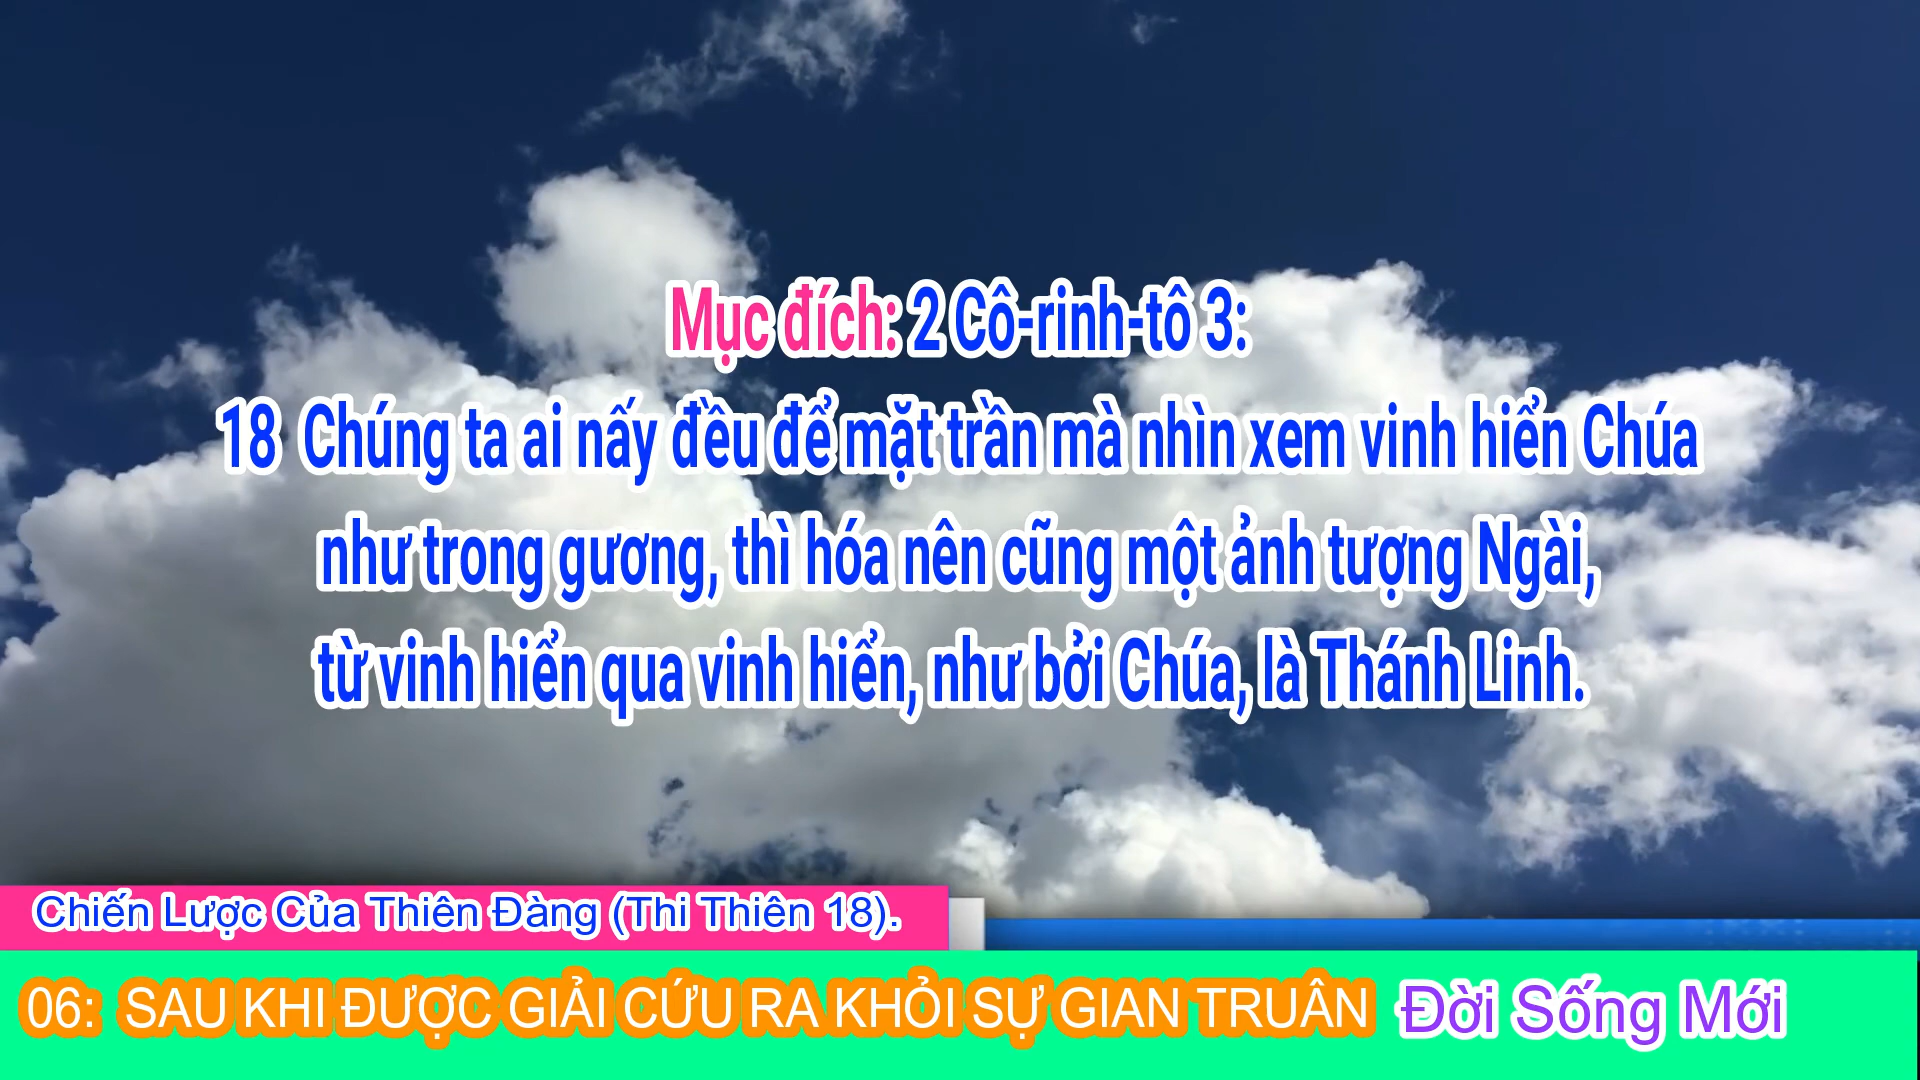 Mục đích: 2 Cô-rinh-tô 3:
18 Chúng ta ai nấy đều để mặt trần mà nhìn xem vinh hiển Chúa
như trong gương, thì hóa nên cũng một ảnh tượng Ngài,
từ vinh hiển qua vinh hiển, như bởi Chúa, là Thánh Linh.
Chiến Lược Của Thiên Đàng (Thi Thiên 18).
06: SAU KHI ĐƯỢC GIẢI CỨU RA KHỎI SỰ GIAN TRUÂN Đời Sống Mới